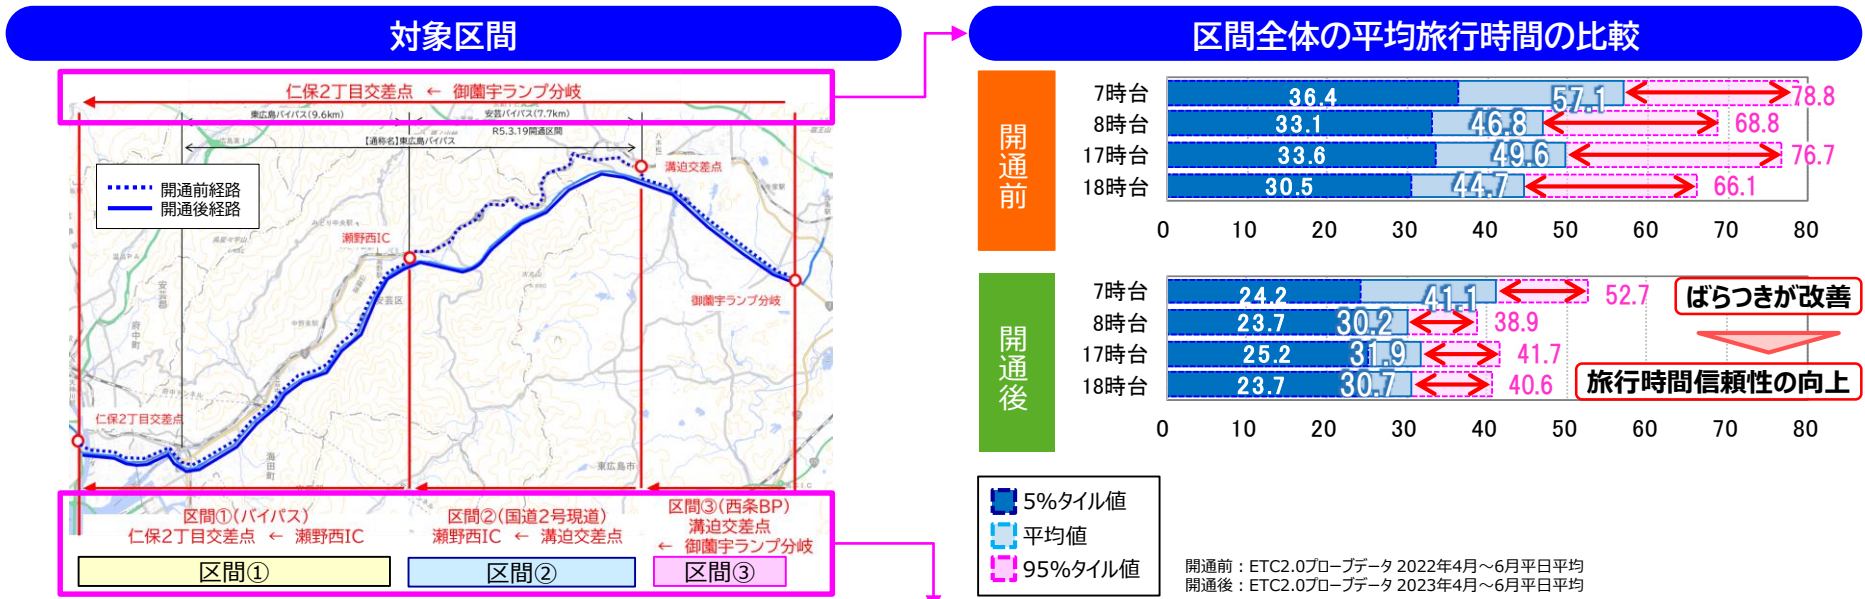 対象区間
仁保2丁目交差点 ← 御薗宇ランプ分岐
東広島バイパス(9.6km)
安芸バイパス(7.7km)
R5.3.19開通区間
【通称名】東広島バイパス
開通前経路
開通後経路
溝迫交差点
瀬野西IC
御薗宇ランプ分岐
仁保2丁目交差点
安芸区
安芸郡
府中町
海田町
東広島市
区間①(バイパス)
仁保2丁目交差点 ← 瀬野西IC
区間②(国道2号現道)
瀬野西IC ← 溝迫交差点
区間③(西条BP)
溝迫交差点
← 御薗宇ランプ分岐
区間①
区間②
区間③
区間全体の平均旅行時間の比較
開通前
7時台 36.4 57.1 78.8
8時台 33.1 46.8 68.8
17時台 33.6 49.6 76.7
18時台 30.5 44.7 66.1
0 10 20 30 40 50 60 70 80
開通後
7時台 24.2 41.1 52.7
8時台 23.7 30.2 38.9
17時台 25.2 31.9 41.7
18時台 23.7 30.7 40.6
0 10 20 30 40 50 60 70 80
ばらつきが改善
旅行時間信頼性の向上
5%タイル値
平均値
95%タイル値
開通前：ETC2.0プローブデータ 2022年4月～6月平日平均
開通後：ETC2.0プローブデータ 2023年4月～6月平日平均